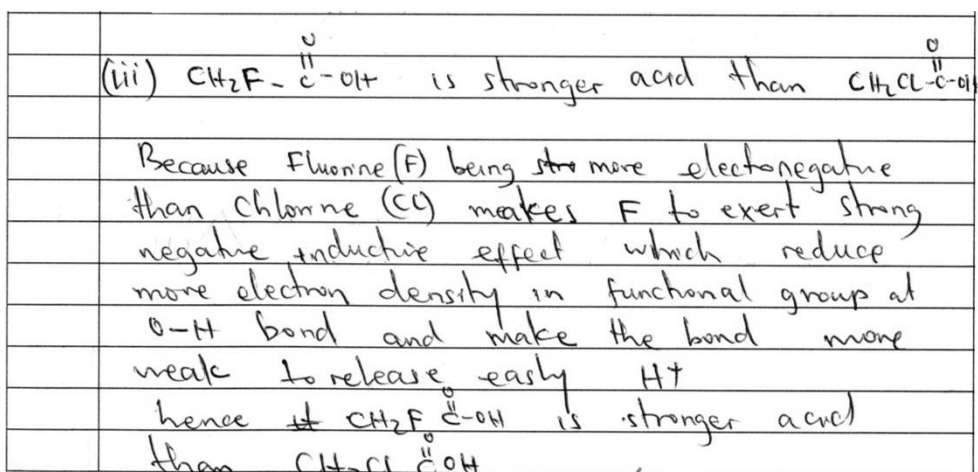 (iii) CH₂F-C(=O)-OH is stronger acid than CH₂Cl-C(=O)-OH
Because Fluorine (F) being more electonegative
than Chlorine (Cl) makes F to exert strong
negative inductive effect which reduce
more electron density in functional group at
O-H bond and make the bond more
weak to release easly H+
hence CH₂F C(=O)-OH is stronger acid
than CH₂Cl C(=O)OH